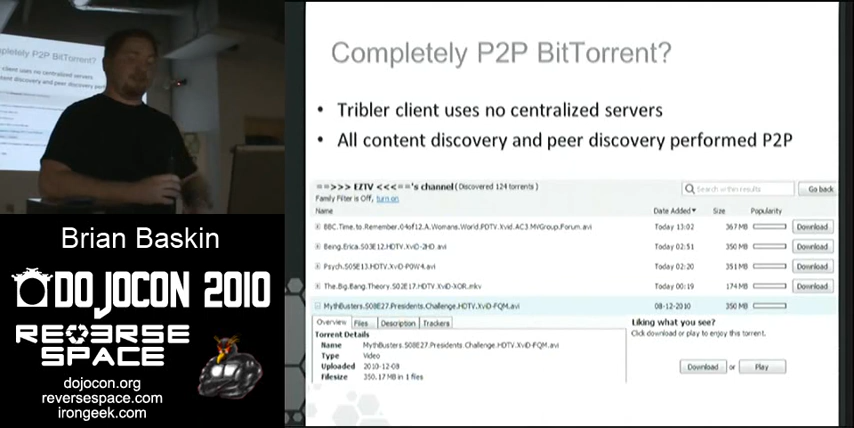 Completely P2P BitTorrent?
• Tribler client uses no centralized servers
• All content discovery and peer discovery performed P2P
==>>> EZTV <<<=='s channel (Discovered 124 torrents)
Search within results
Go back
Family Filter is Off, turn on
Name Date Added Size Popularity
BBC.Time.to.Remember.04of12.A.Womans.World.PDTV.Xvid.AC3.MVGroup.Forum.avi Today 13:02 367 MB Download
Being.Erica.S03E12.HDTV.XviD-2HD.avi Today 02:51 350 MB Download
Psych.S05E13.HDTV.XviD-P0W4.avi Today 02:20 351 MB Download
The.Big.Bang.Theory.S02E17.HDTV.XviD-XOR.mkv Today 00:19 174 MB Download
MythBusters.S08E27.Presidents.Challenge.HDTV.XviD-FQM.avi 08-12-2010 350 MB
Overview Files Description Trackers
Torrent Details
Name MythBusters.S08E27.Presidents.Challenge.HDTV.XviD-FQM.avi
Type Video
Uploaded 2010-12-08
Filesize 350.17 MB in 1 files
Liking what you see?
Click download or play to enjoy this torrent.
Download or Play
Brian Baskin
DOJOCON 2010
REVERSE
SPACE
dojocon.org
reversespace.com
irongeek.com